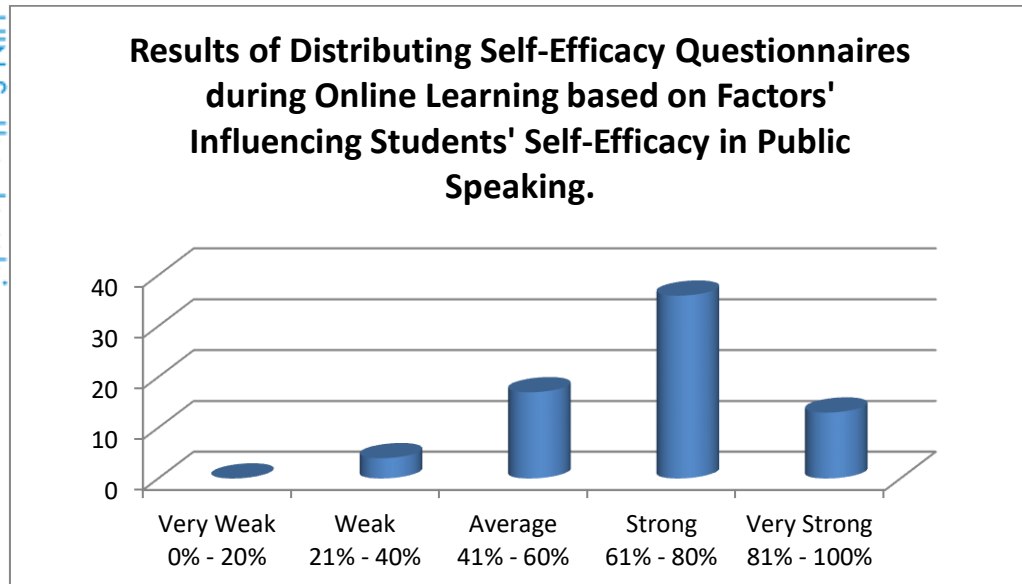 Results of Distributing Self-Efficacy Questionnaires
during Online Learning based on Factors'
Influencing Students' Self-Efficacy in Public
Speaking.
40
30
20
10
0
Very Weak
0% - 20%
Weak
21% - 40%
Average
41% - 60%
Strong
61% - 80%
Very Strong
81% - 100%